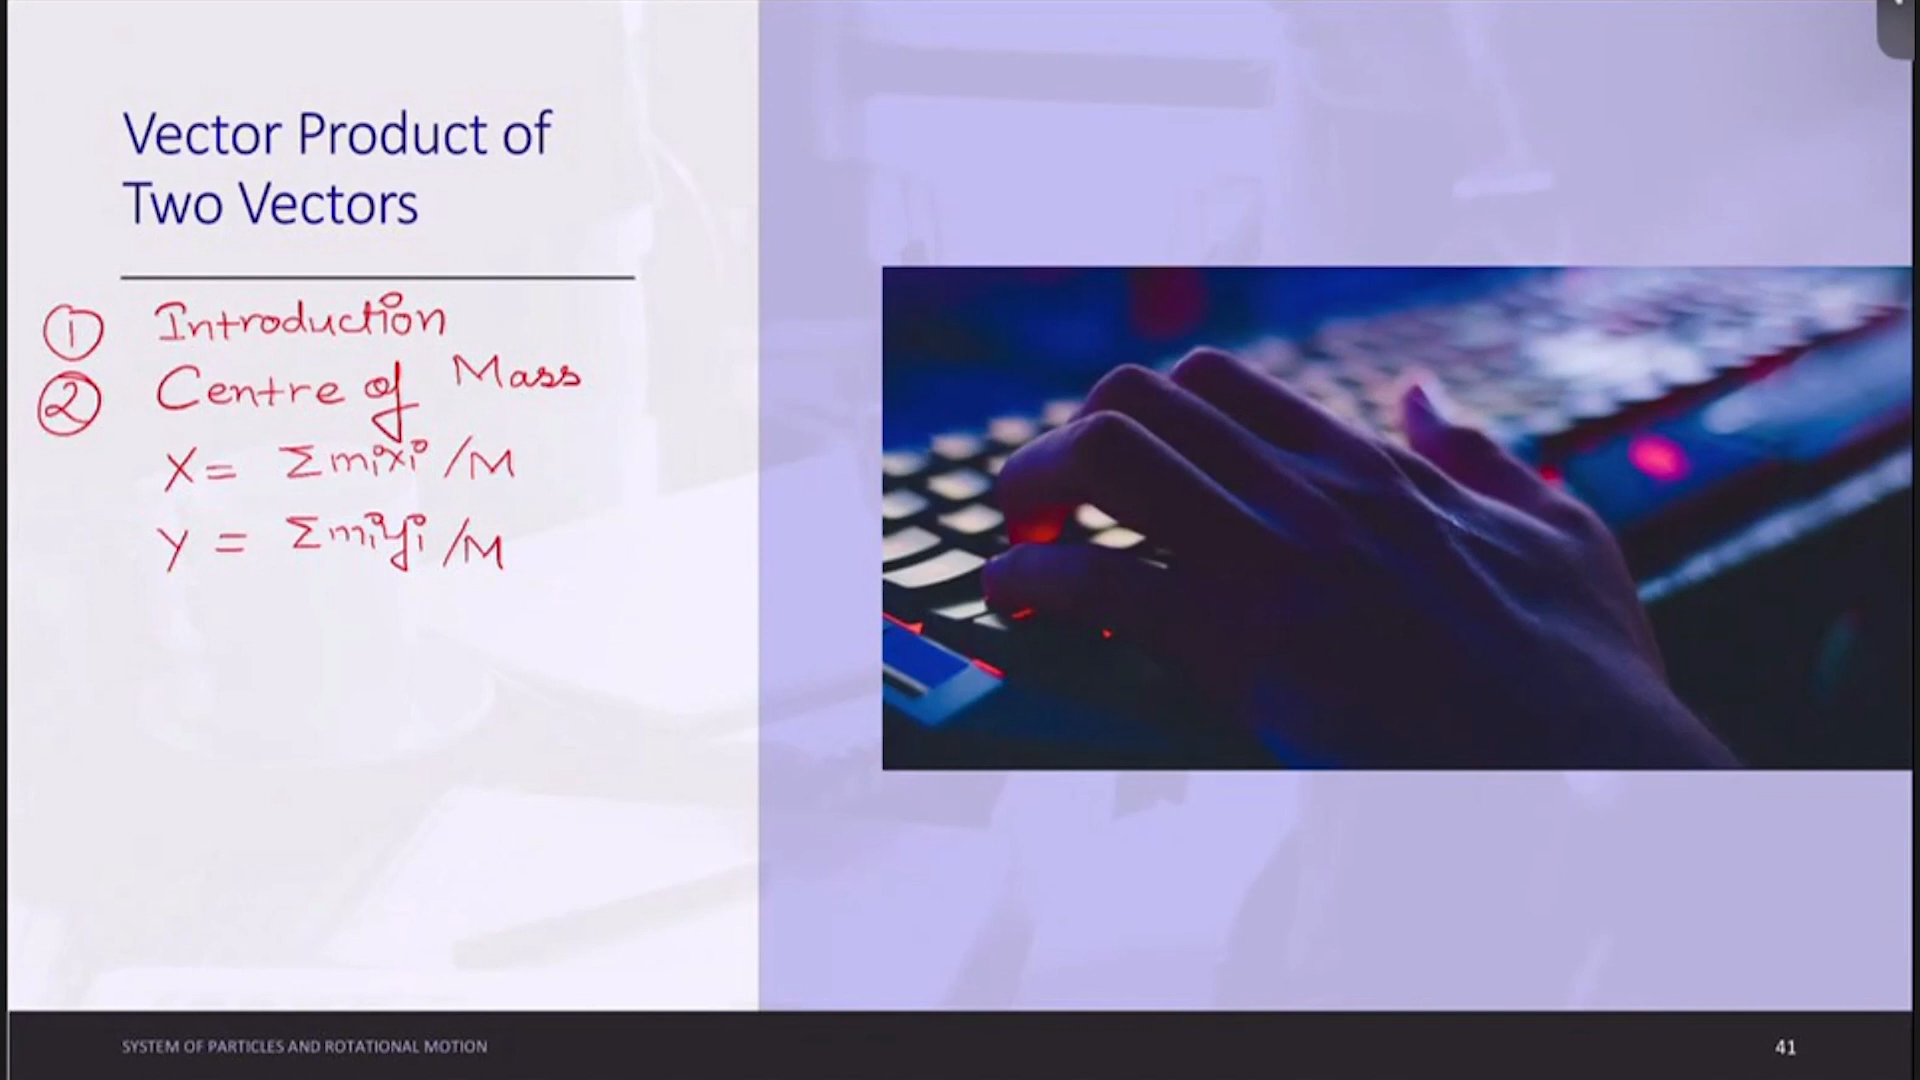 Vector Product of
Two Vectors
① Introduction
② Centre of Mass
X = Σmᵢxᵢ/M
Y = Σmᵢyᵢ/M
SYSTEM OF PARTICLES AND ROTATIONAL MOTION
41